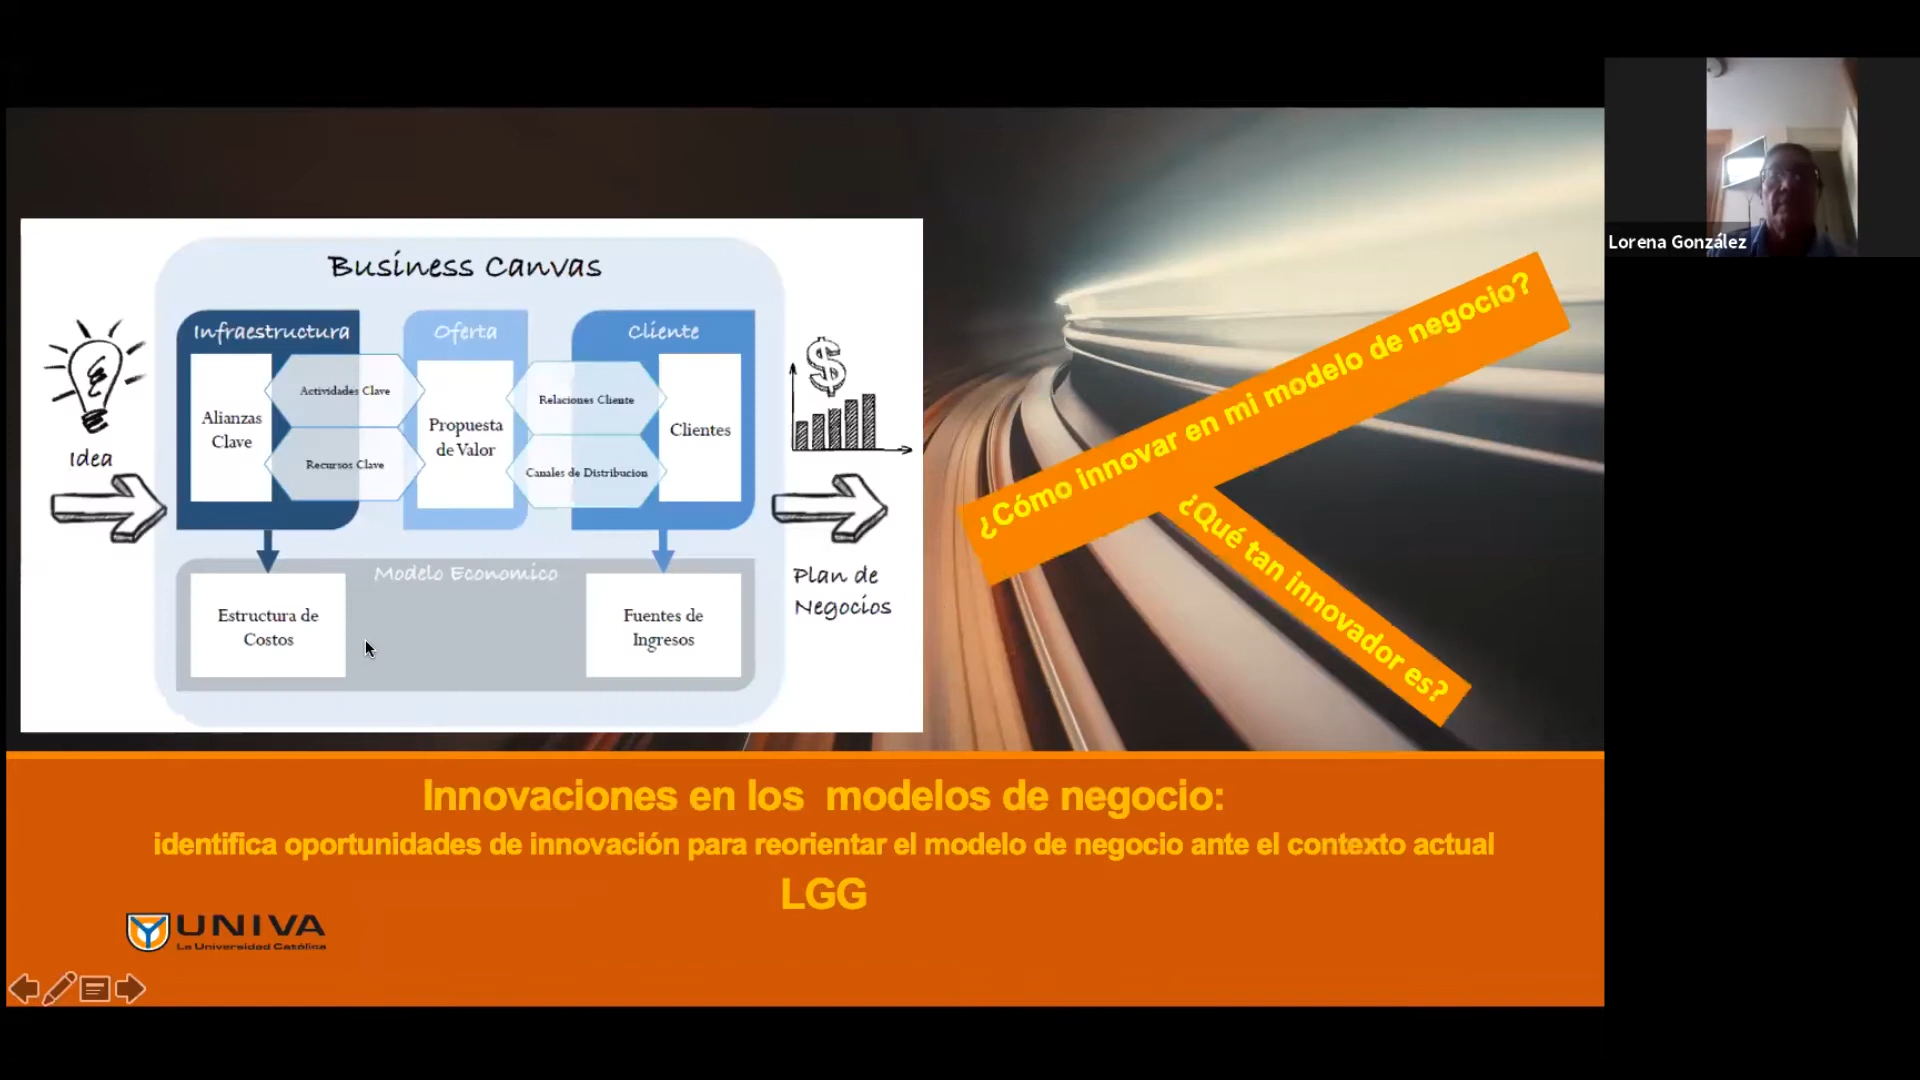 Business Canvas
Infraestructura
Oferta
Cliente
Alianzas
Clave
Actividades Clave
Recursos Clave
Propuesta
de Valor
Relaciones Cliente
Canales de Distribucion
Clientes
Idea
Modelo Economico
Estructura de
Costos
Fuentes de
Ingresos
$
Plan de
Negocios
¿Cómo innovar en mi modelo de negocio?
¿Qué tan innovador es?
Lorena González
Innovaciones en los  modelos de negocio:
identifica oportunidades de innovación para reorientar el modelo de negocio ante el contexto actual
LGG
UNIVA
La Universidad Católica